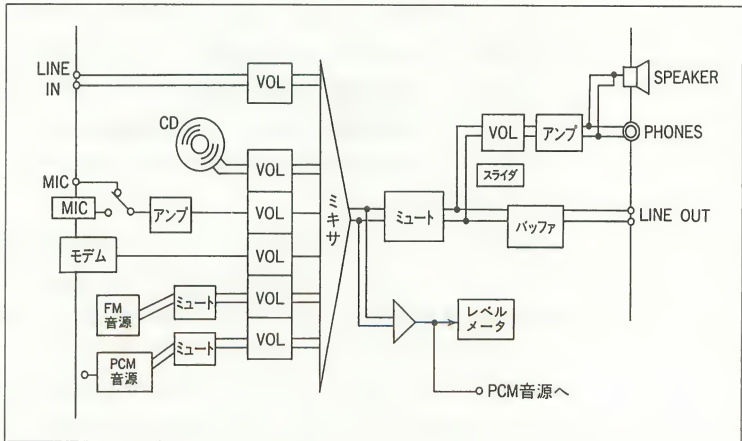 LINE
IN
VOL
CD
VOL
MIC
MIC
アンプ
VOL
モデム
VOL
FM
音源
ミュート
VOL
PCM
音源
ミュート
VOL
ミキサ
ミュート
VOL
アンプ
スライダ
バッファ
SPEAKER
PHONES
LINE OUT
レベル
メータ
PCM音源へ